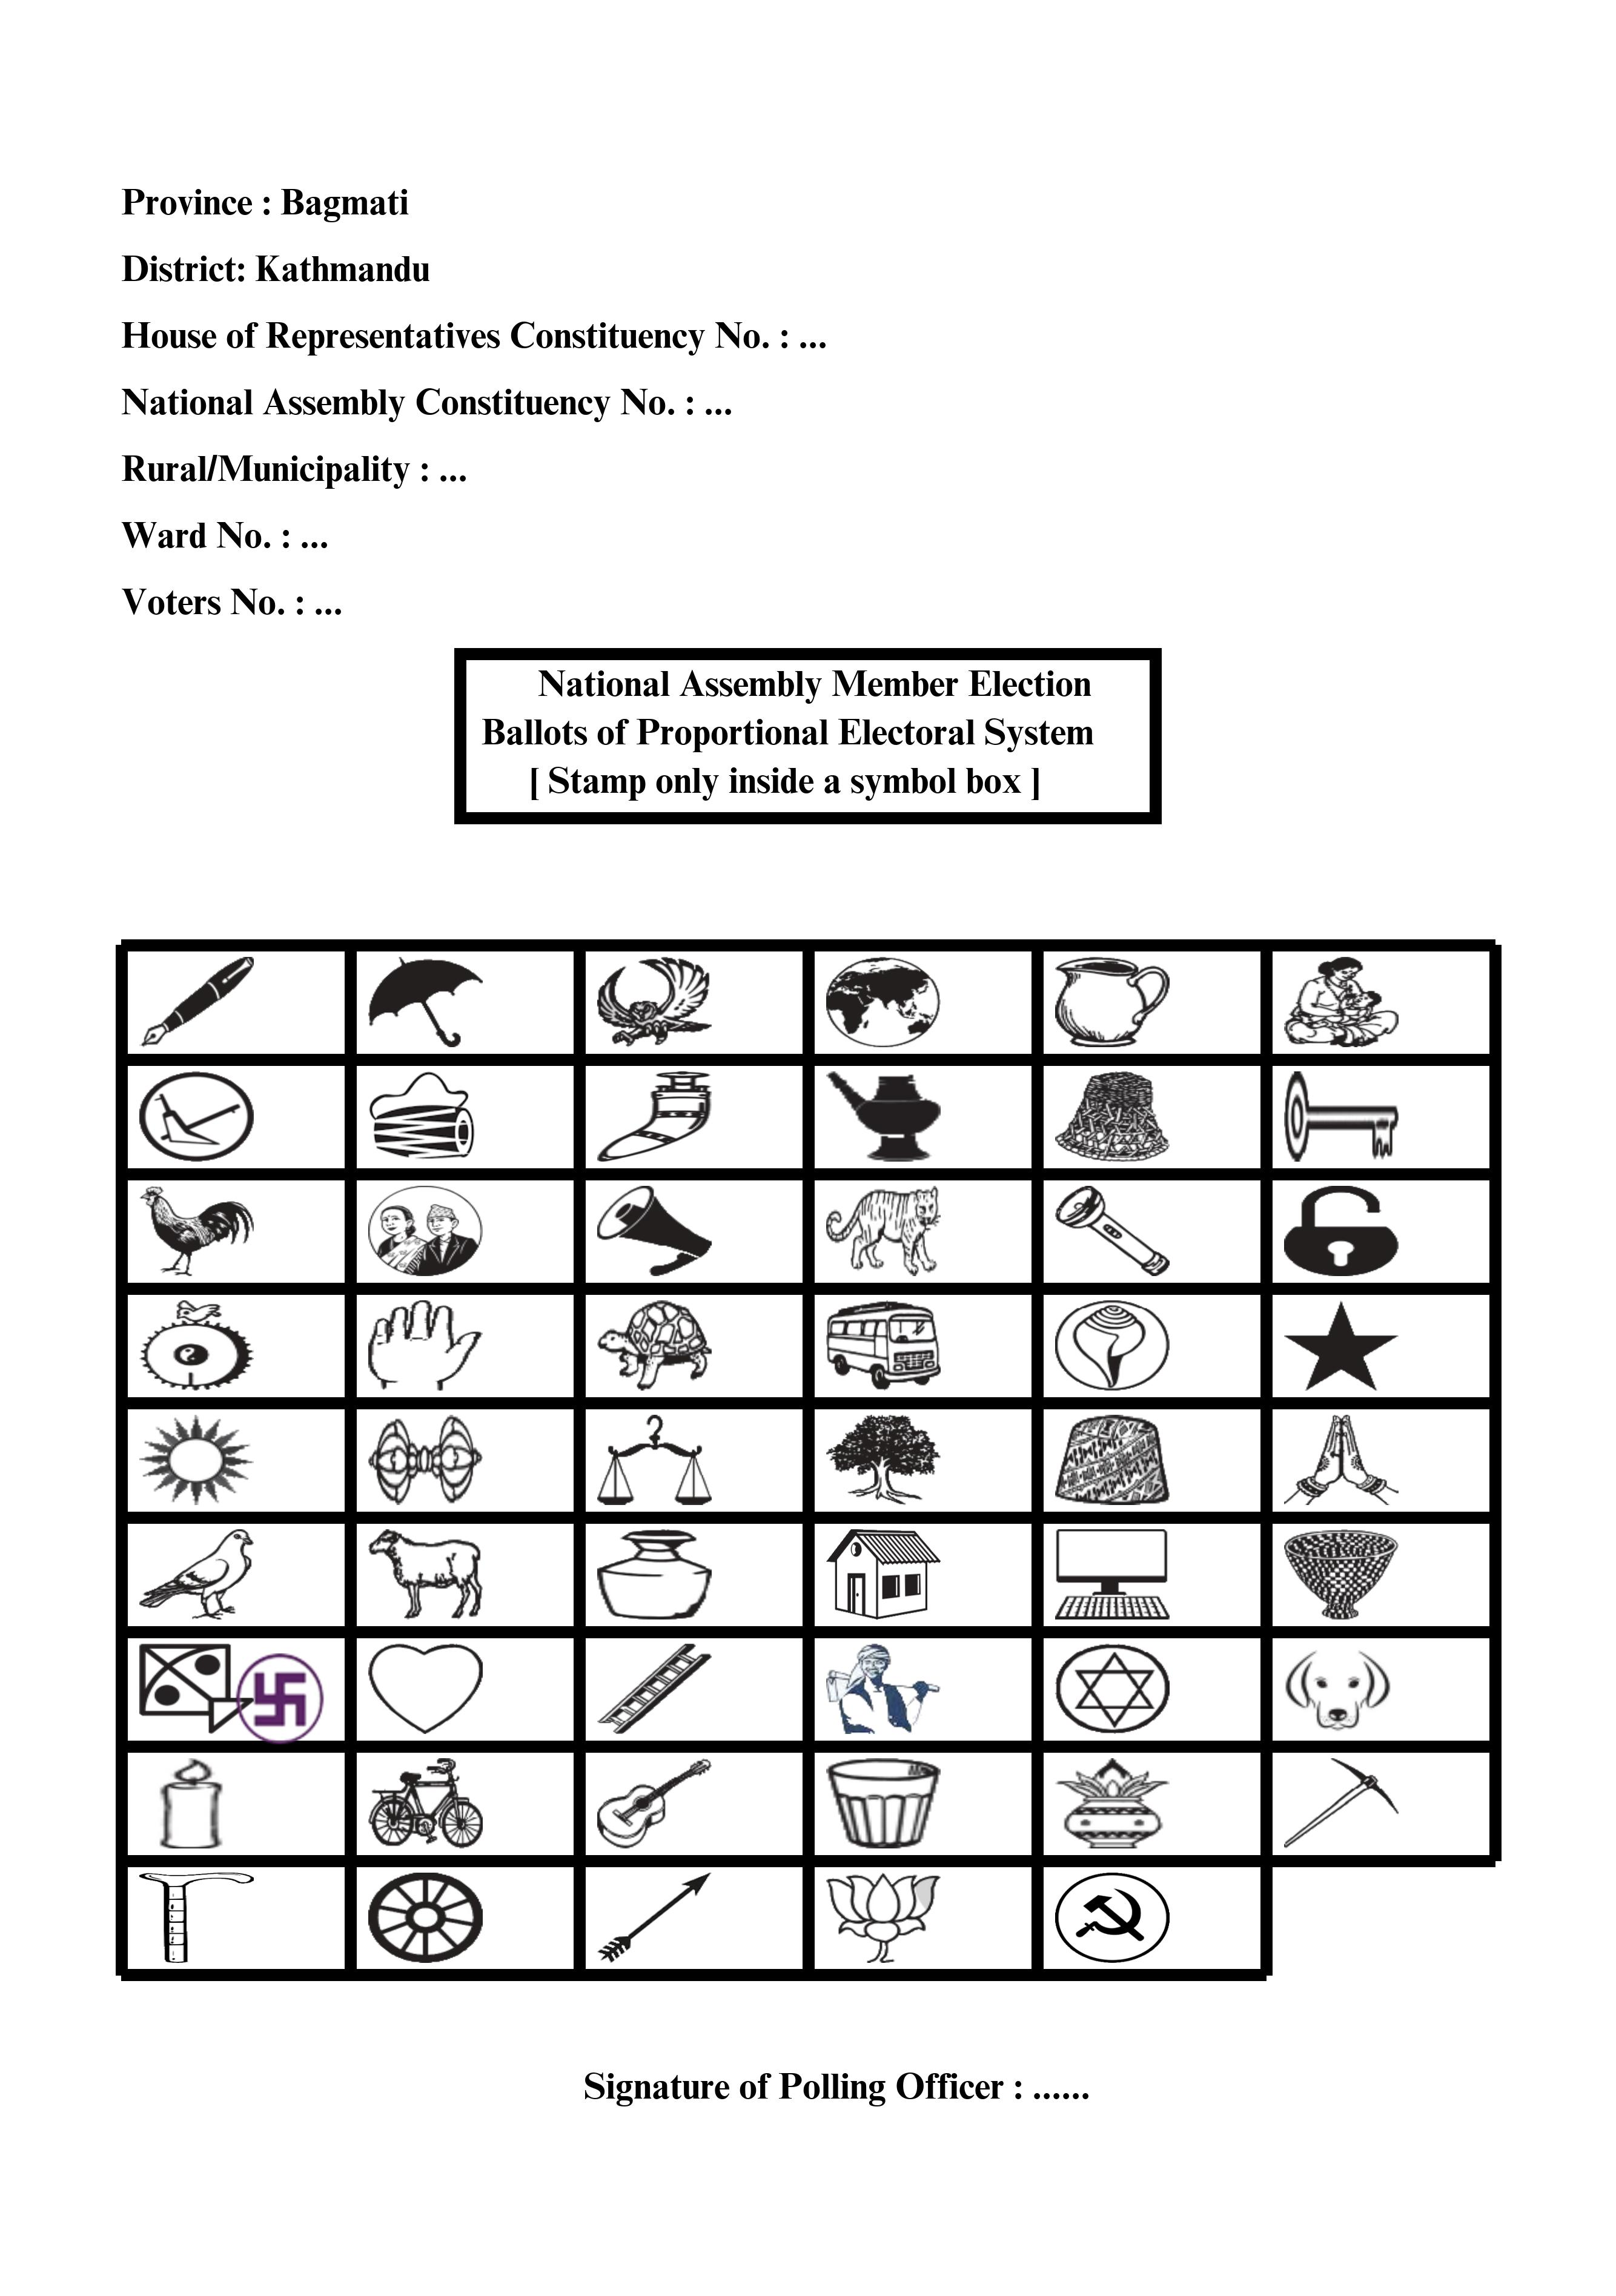 Province : Bagmati
District: Kathmandu
House of Representatives Constituency No. : ...
National Assembly Constituency No. : ...
Rural/Municipality : ...
Ward No. : ...
Voters No. : ...
National Assembly Member Election
Ballots of Proportional Electoral System
[ Stamp only inside a symbol box ]
Signature of Polling Officer : ......